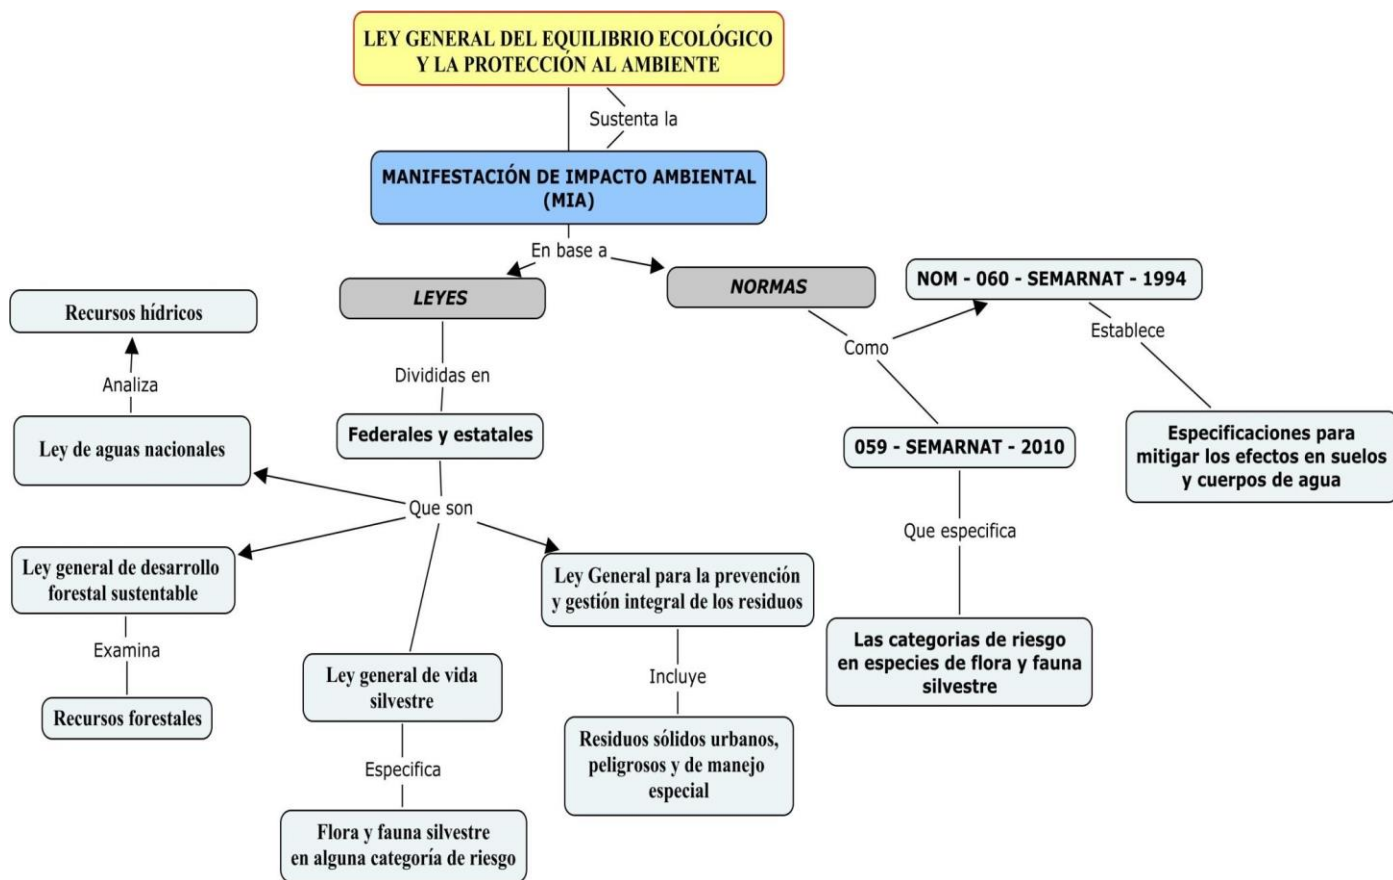 LEY GENERAL DEL EQUILIBRIO ECOLÓGICO
Y LA PROTECCIÓN AL AMBIENTE
Sustenta la
MANIFESTACIÓN DE IMPACTO AMBIENTAL
(MIA)
En base a
LEYES
NORMAS
NOM - 060 - SEMARNAT - 1994
Recursos hídricos
Analiza
Divididas en
Como
Establece
Ley de aguas nacionales
Federales y estatales
059 - SEMARNAT - 2010
Especificaciones para
mitigar los efectos en suelos
y cuerpos de agua
Que son
Que especifica
Ley general de desarrollo
forestal sustentable
Ley General para la prevención
y gestión integral de los residuos
Examina
Recursos forestales
Ley general de vida
silvestre
Incluye
Las categorias de riesgo
en especies de flora y fauna
silvestre
Especifica
Residuos sólidos urbanos,
peligrosos y de manejo
especial
Flora y fauna silvestre
en alguna categoría de riesgo